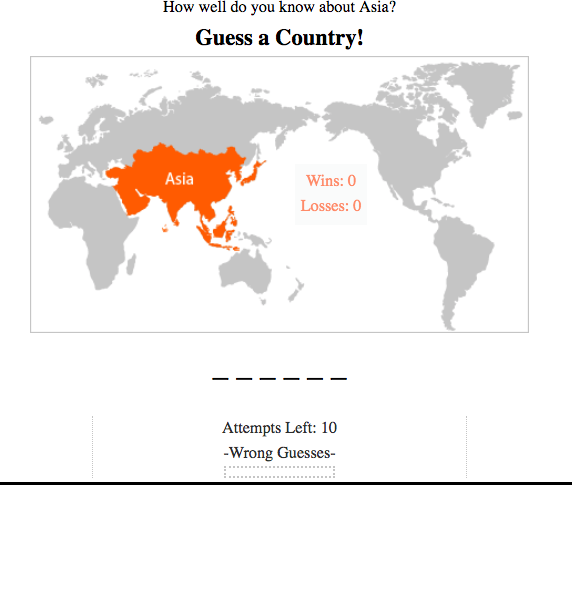 How well do you know about Asia?
Guess a Country!
Asia
Wins: 0
Losses: 0
_ _ _ _ _ _
Attempts Left: 10
-Wrong Guesses-